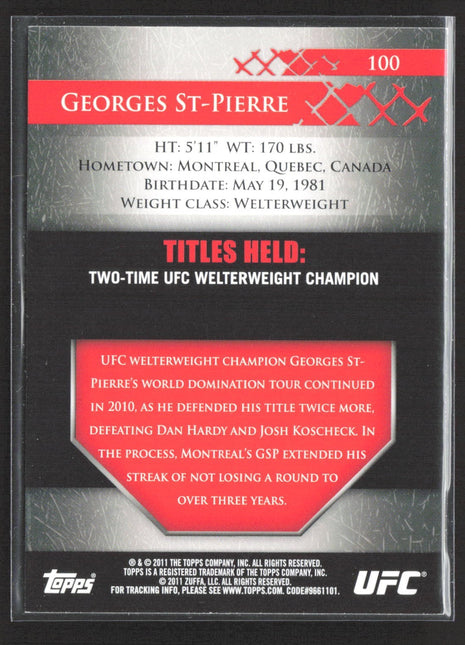 100
Georges St-Pierre
HT: 5'11" WT: 170 LBS.
Hometown: Montreal, Quebec, Canada
Birthdate: May 19, 1981
Weight class: Welterweight
TITLES HELD:
TWO-TIME UFC WELTERWEIGHT CHAMPION
UFC welterweight champion Georges St-
Pierre's world domination tour continued
in 2010, as he defended his title twice more,
defeating Dan Hardy and Josh Koscheck. In
the process, Montreal's GSP extended his
streak of not losing a round to
over three years.
® & © 2011 THE TOPPS COMPANY, INC. ALL RIGHTS RESERVED.
TOPPS IS A REGISTERED TRADEMARK OF THE TOPPS COMPANY, INC.
© 2011 ZUFFA, LLC. ALL RIGHTS RESERVED.
FOR TRACKING INFO, PLEASE SEE WWW.TOPPS.COM. CODE#9661101.
Topps
UFC®